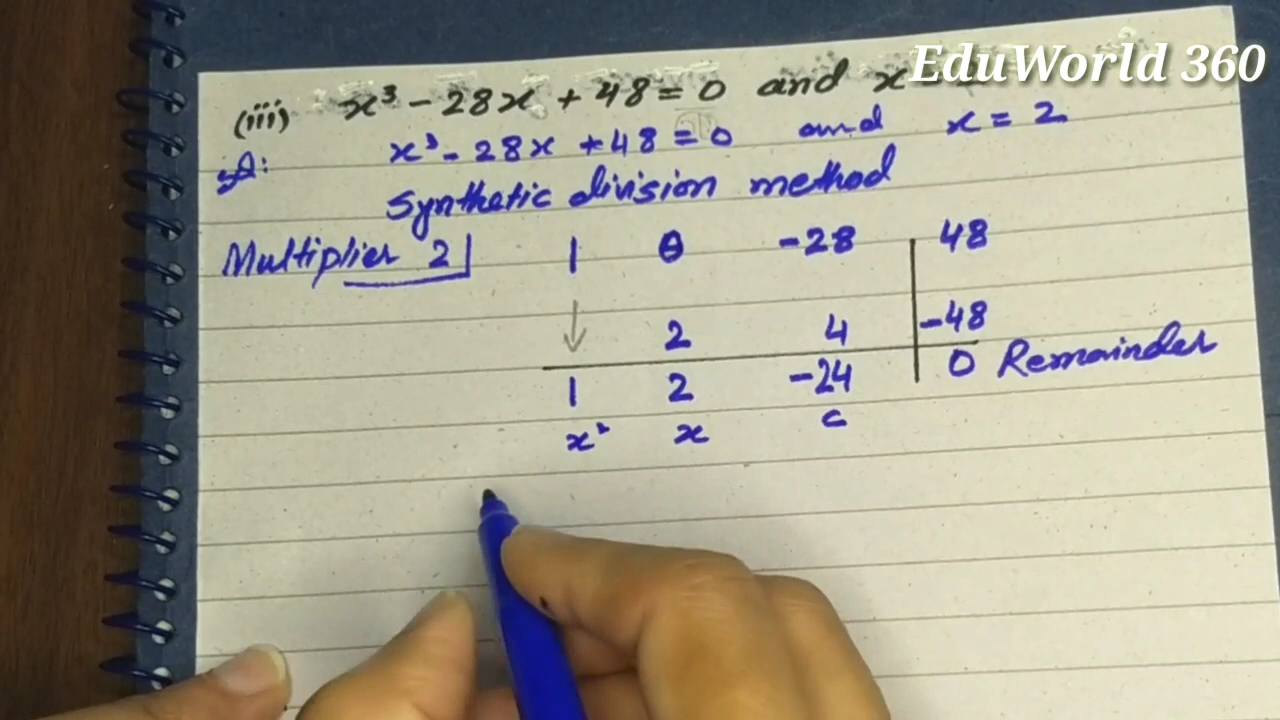 EduWorld 360
(iii) x³ - 28x + 48 = 0 and x
x³ - 28x + 48 = 0 and x = 2
Synthetic division method
Multiplier 2 1 0 -28 48
2 4 -48
1 2 -24 0 Remainder
x² x c